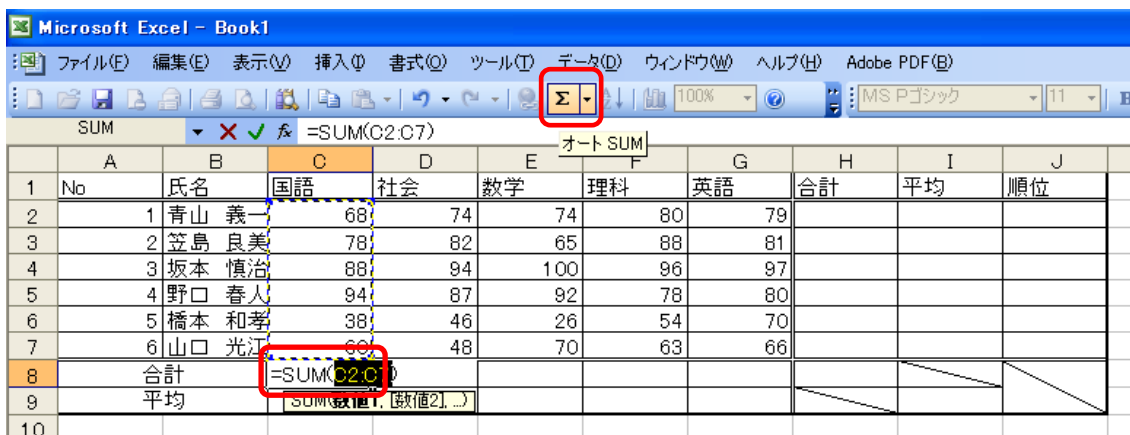 Microsoft Excel - Book1
ファイル(F) 編集(E) 表示(V) 挿入(I) 書式(O) ツール(T) データ(D) ウィンドウ(W) ヘルプ(H) Adobe PDF(B)
Σ 100% MS Pゴシック 11 B
SUM =SUM(C2:C7)
オート SUM
A B C D E F G H I J
1 No 氏名 国語 社会 数学 理科 英語 合計 平均 順位
2 1 青山 義一 68 74 74 80 79
3 2 笠島 良美 78 82 65 88 81
4 3 坂本 慎治 88 94 100 96 97
5 4 野口 春人 94 87 92 78 80
6 5 橋本 和孝 38 46 26 54 70
7 6 山口 光江 60 48 70 63 66
8 合計 =SUM(C2:C7)
9 平均 SUM(数値1, [数値2], ...)
10